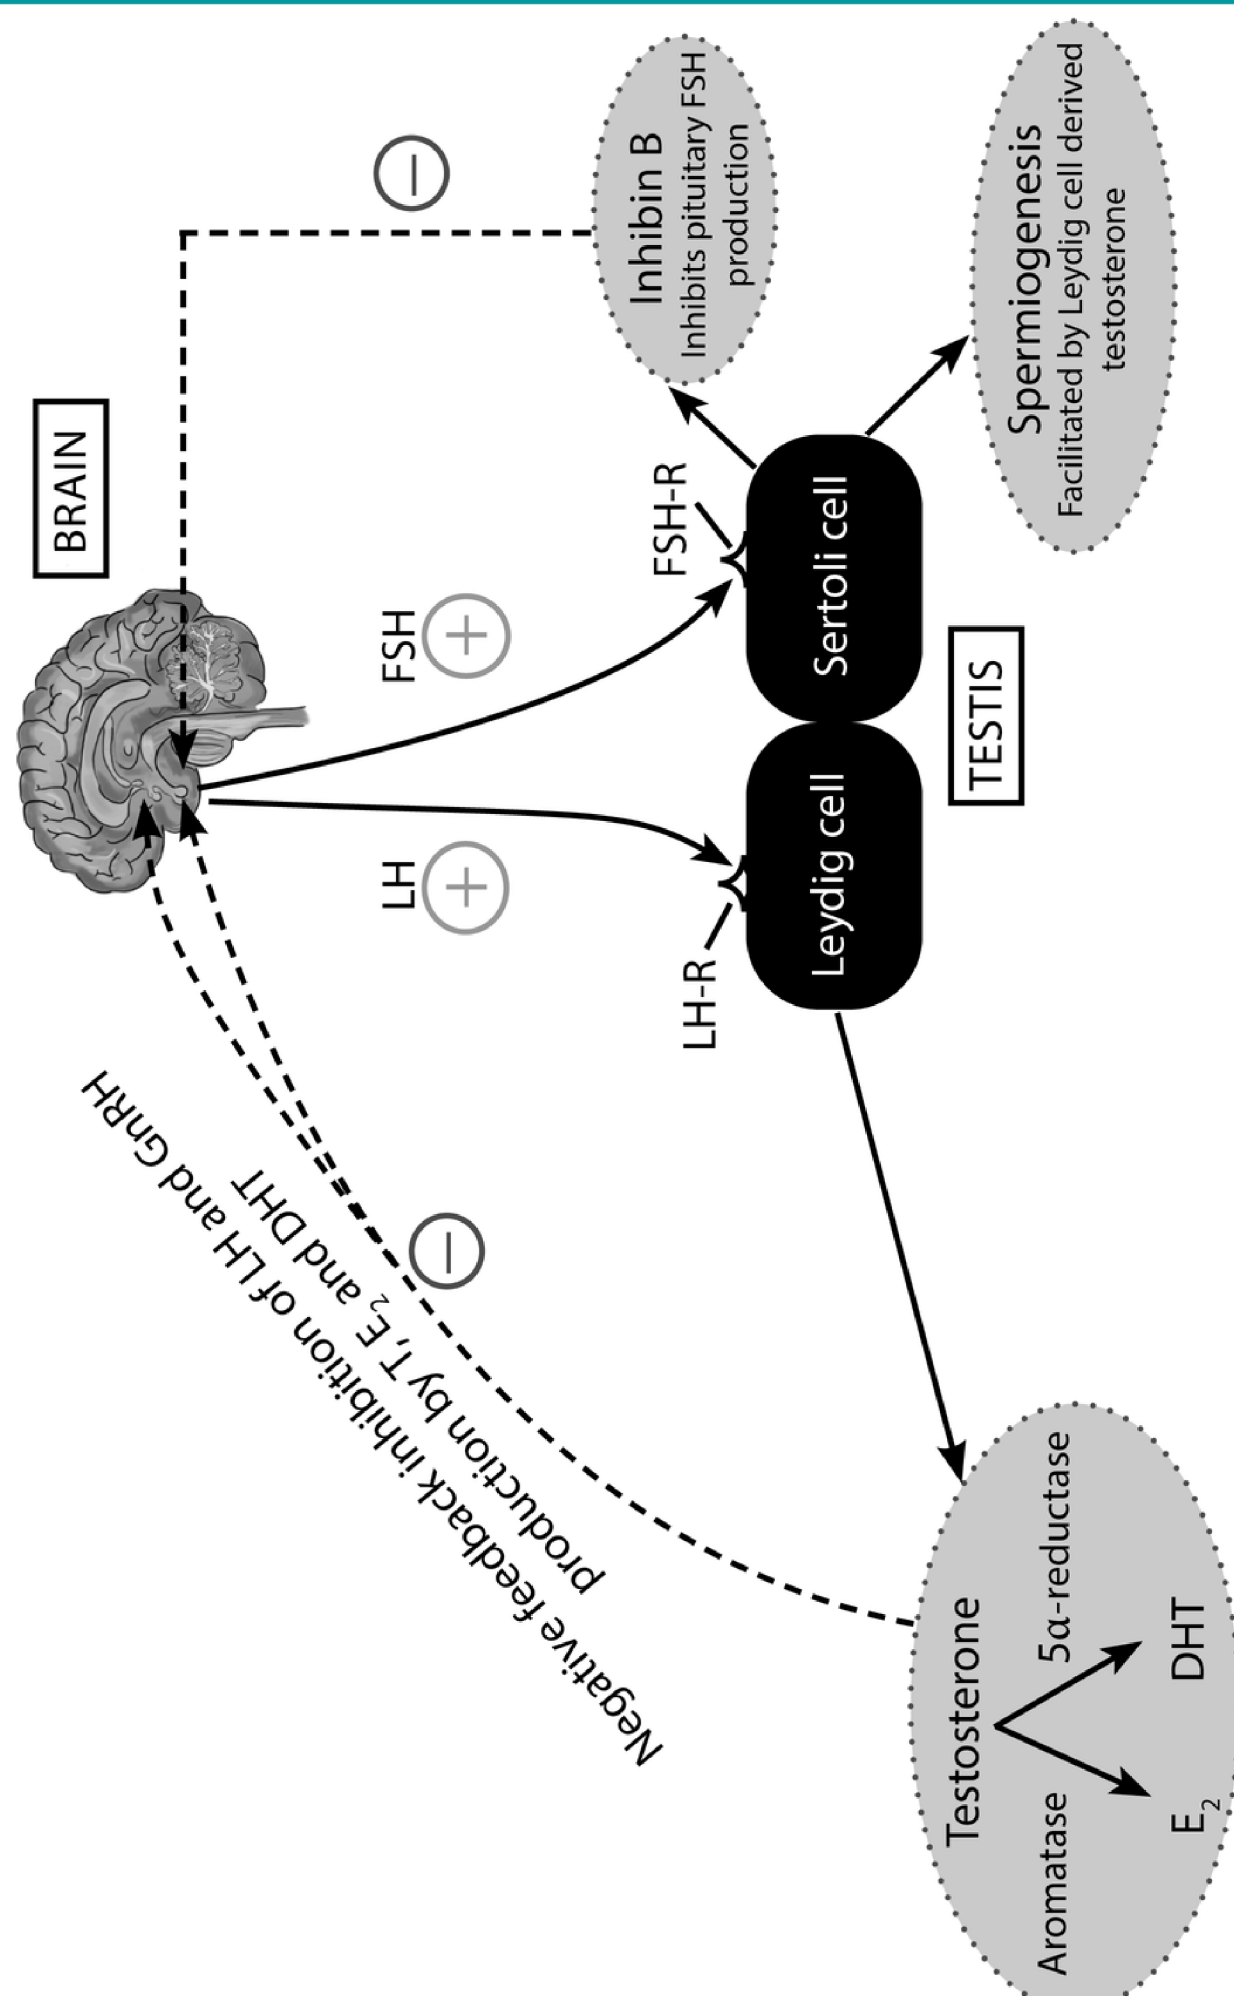 BRAIN
Negative feedback inhibition of LH and GnRH
production by T, E₂ and DHT
−
LH
+
FSH
+
−
LH-R
FSH-R
Inhibin B
Inhibits pituitary FSH
production
Leydig cell
Sertoli cell
TESTIS
Testosterone
Aromatase
5α-reductase
E₂
DHT
Spermiogenesis
Facilitated by Leydig cell derived
testosterone